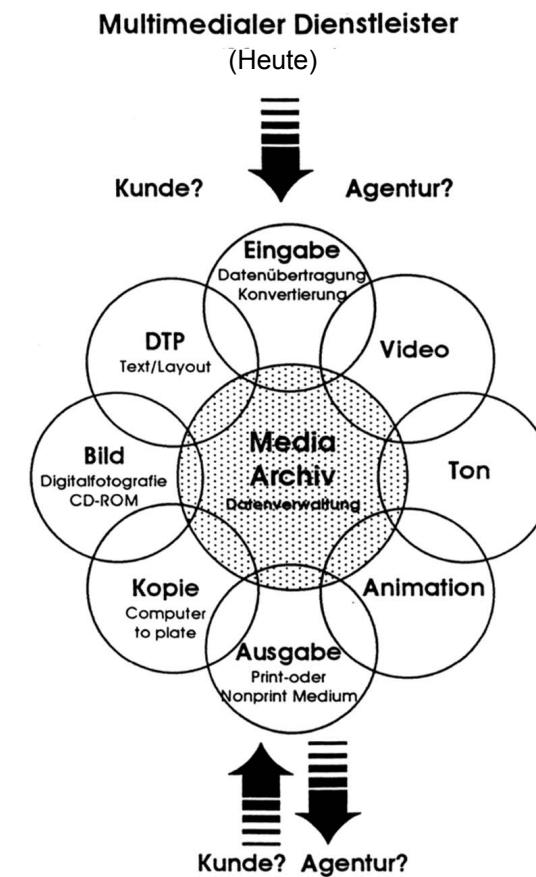 Multimedialer Dienstleister
(Heute)
Kunde?
Agentur?
Eingabe
Datenübertragung
Konvertierung
DTP
Text/Layout
Video
Bild
Digitalfotografie
CD-ROM
Media
Archiv
Datenverwaltung
Ton
Kopie
Computer
to plate
Animation
Ausgabe
Print-oder
Nonprint Medium
Kunde?
Agentur?